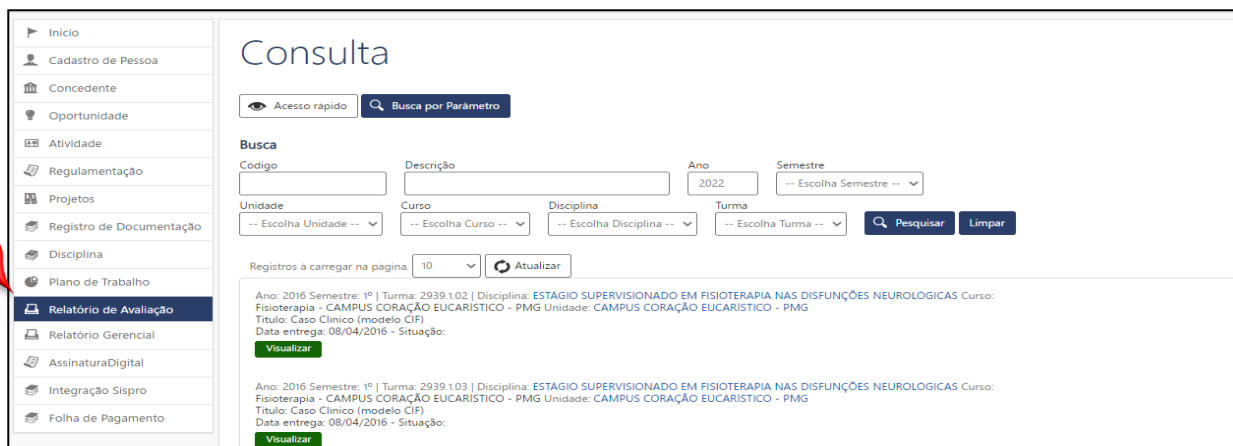 Inicio
Cadastro de Pessoa
Concedente
Oportunidade
Atividade
Regulamentação
Projetos
Registro de Documentação
Disciplina
Plano de Trabalho
Relatório de Avaliação
Relatório Gerencial
AssinaturaDigital
Integração Sispro
Folha de Pagamento
Consulta
Acesso rápido Busca por Parâmetro
Busca
Código Descrição Ano Semestre
2022 -- Escolha Semestre --
Unidade Curso Disciplina Turma
-- Escolha Unidade -- -- Escolha Curso -- -- Escolha Disciplina -- -- Escolha Turma -- Pesquisar Limpar
Registros à carregar na página. 10 Atualizar
Ano: 2016 Semestre: 1º | Turma: 2939.1.02 | Disciplina: ESTÁGIO SUPERVISIONADO EM FISIOTERAPIA NAS DISFUNÇÕES NEUROLÓGICAS Curso:
Fisioterapia - CAMPUS CORAÇÃO EUCARÍSTICO - PMG Unidade: CAMPUS CORAÇÃO EUCARÍSTICO - PMG
Titulo: Caso Clinico (modelo CIF)
Data entrega: 08/04/2016 - Situação:
Visualizar
Ano: 2016 Semestre: 1º | Turma: 2939.1.03 | Disciplina: ESTÁGIO SUPERVISIONADO EM FISIOTERAPIA NAS DISFUNÇÕES NEUROLÓGICAS Curso:
Fisioterapia - CAMPUS CORAÇÃO EUCARÍSTICO - PMG Unidade: CAMPUS CORAÇÃO EUCARÍSTICO - PMG
Titulo: Caso Clinico (modelo CIF)
Data entrega: 08/04/2016 - Situação:
Visualizar